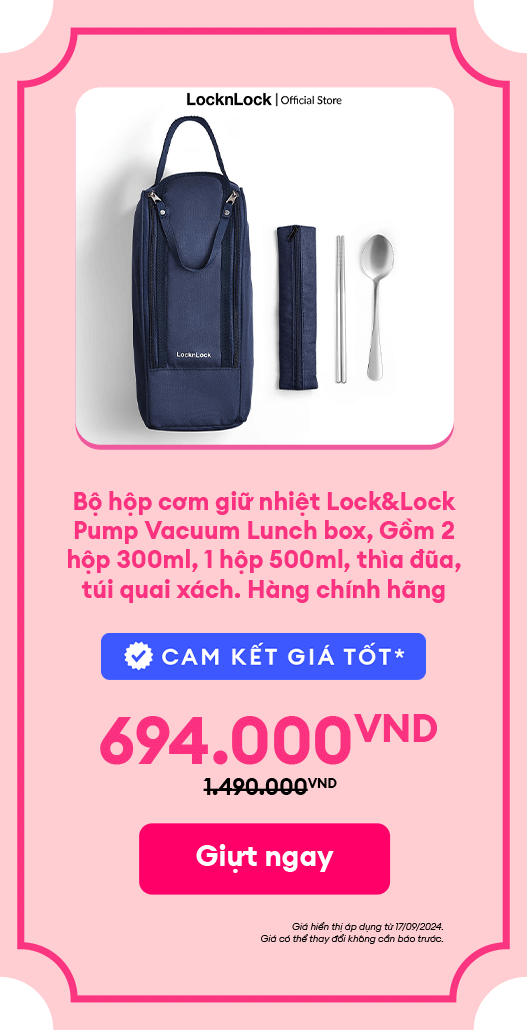 LocknLock | Official Store
LocknLock
Bộ hộp cơm giữ nhiệt Lock&Lock
Pump Vacuum Lunch box, Gồm 2
hộp 300ml, 1 hộp 500ml, thìa đũa,
túi quai xách. Hàng chính hãng
CAM KẾT GIÁ TỐT*
694.000VND
1.490.000VND
Giựt ngay
Giá hiển thị áp dụng từ 17/09/2024.
Giá có thể thay đổi không cần báo trước.